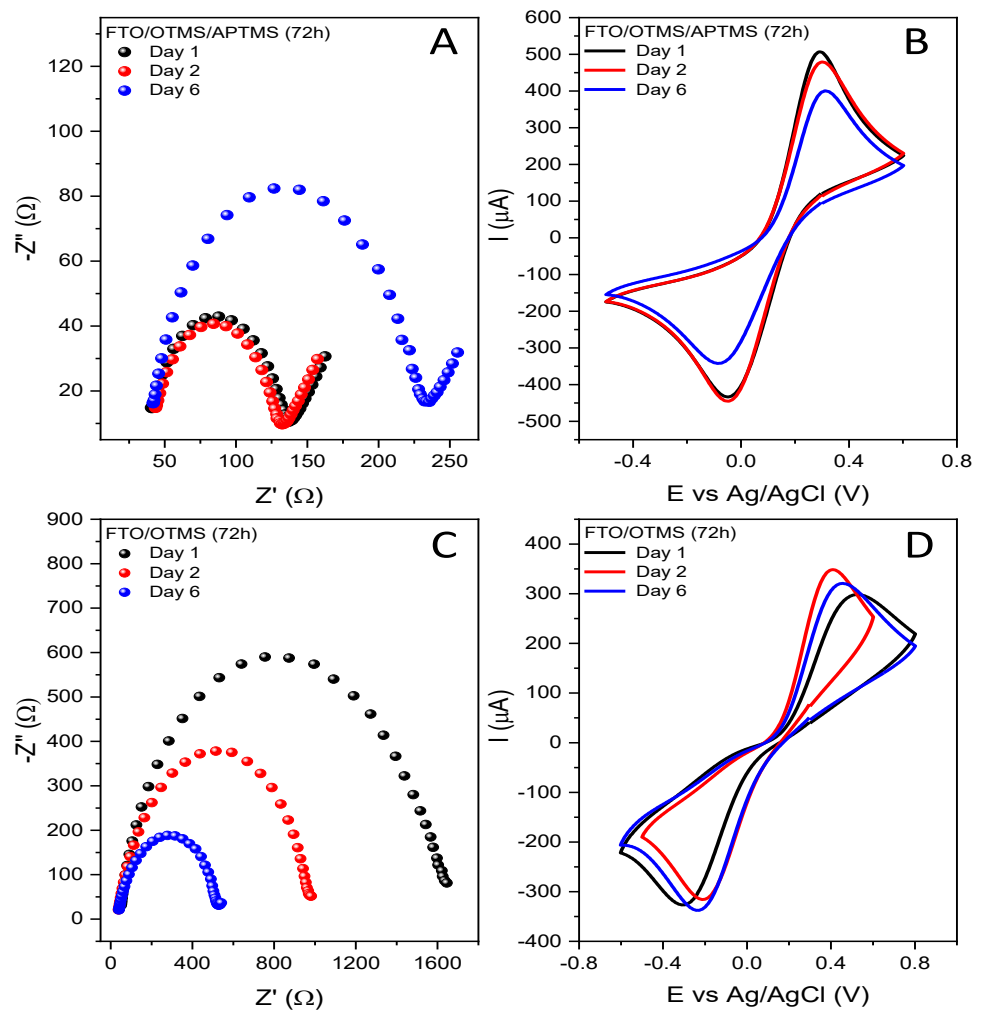 FTO/OTMS/APTMS (72h)
Day 1
Day 2
Day 6
A
120
100
80
60
40
20
-Z" (Ω)
50
100
150
200
250
Z' (Ω)
FTO/OTMS/APTMS (72h)
Day 1
Day 2
Day 6
B
600
500
400
300
200
100
0
-100
-200
-300
-400
-500
I (μA)
-0.4
0.0
0.4
0.8
E vs Ag/AgCl (V)
FTO/OTMS (72h)
Day 1
Day 2
Day 6
C
900
800
700
600
500
400
300
200
100
0
-Z" (Ω)
0
400
800
1200
1600
Z' (Ω)
FTO/OTMS (72h)
Day 1
Day 2
Day 6
D
400
300
200
100
0
-100
-200
-300
-400
I (μA)
-0.8
-0.4
0.0
0.4
0.8
E vs Ag/AgCl (V)